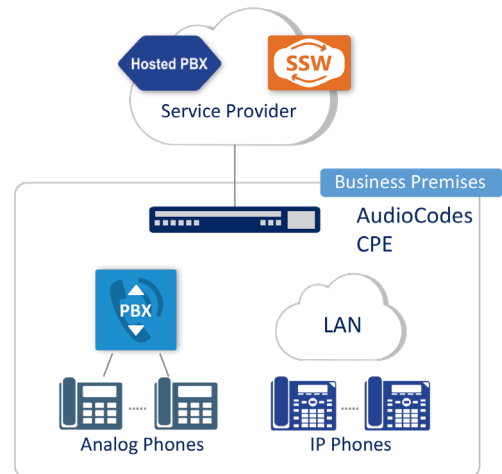 Hosted PBX
SSW
Service Provider
Business Premises
AudioCodes
CPE
PBX
LAN
Analog Phones
IP Phones